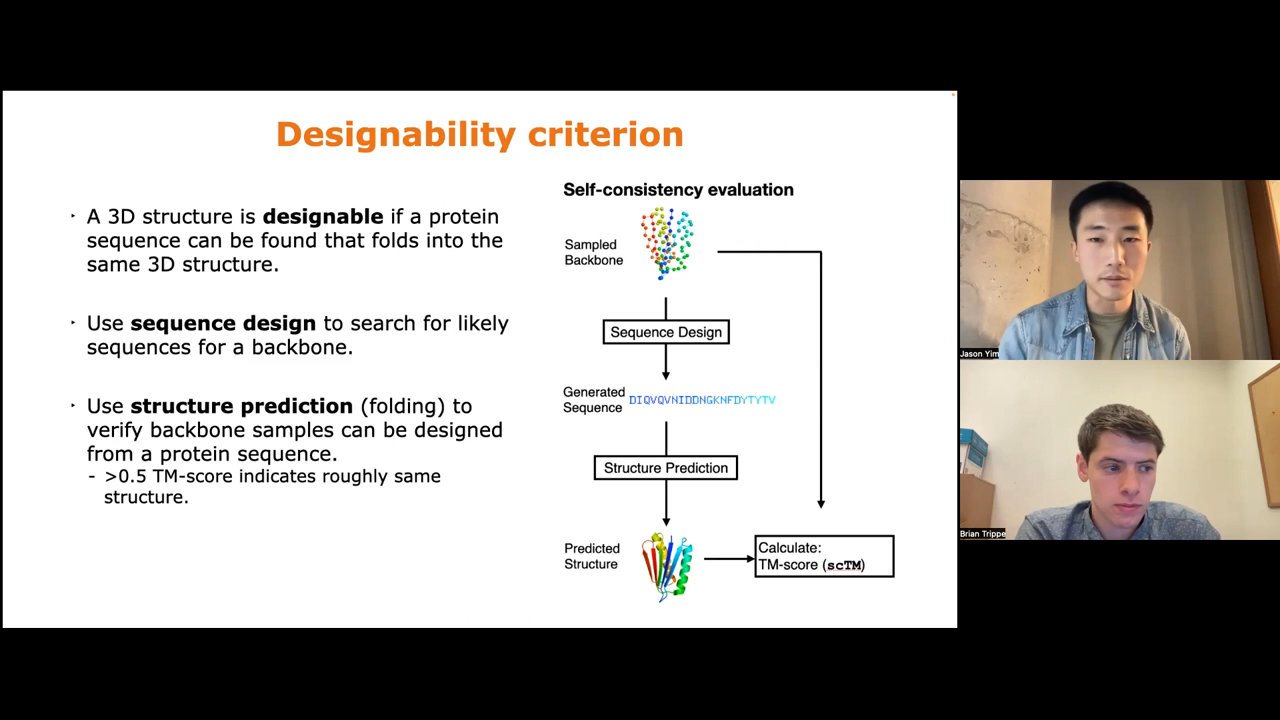 Designability criterion
‣ A 3D structure is designable if a protein
sequence can be found that folds into the
same 3D structure.
‣ Use sequence design to search for likely
sequences for a backbone.
‣ Use structure prediction (folding) to
verify backbone samples can be designed
from a protein sequence.
- >0.5 TM-score indicates roughly same
structure.
Self-consistency evaluation
Sampled
Backbone
Sequence Design
Generated
Sequence
DIQVQVNIDDNGKNFDYTYTV
Structure Prediction
Predicted
Structure
Calculate:
TM-score (scTM)
Jason Yim
Brian Trippe